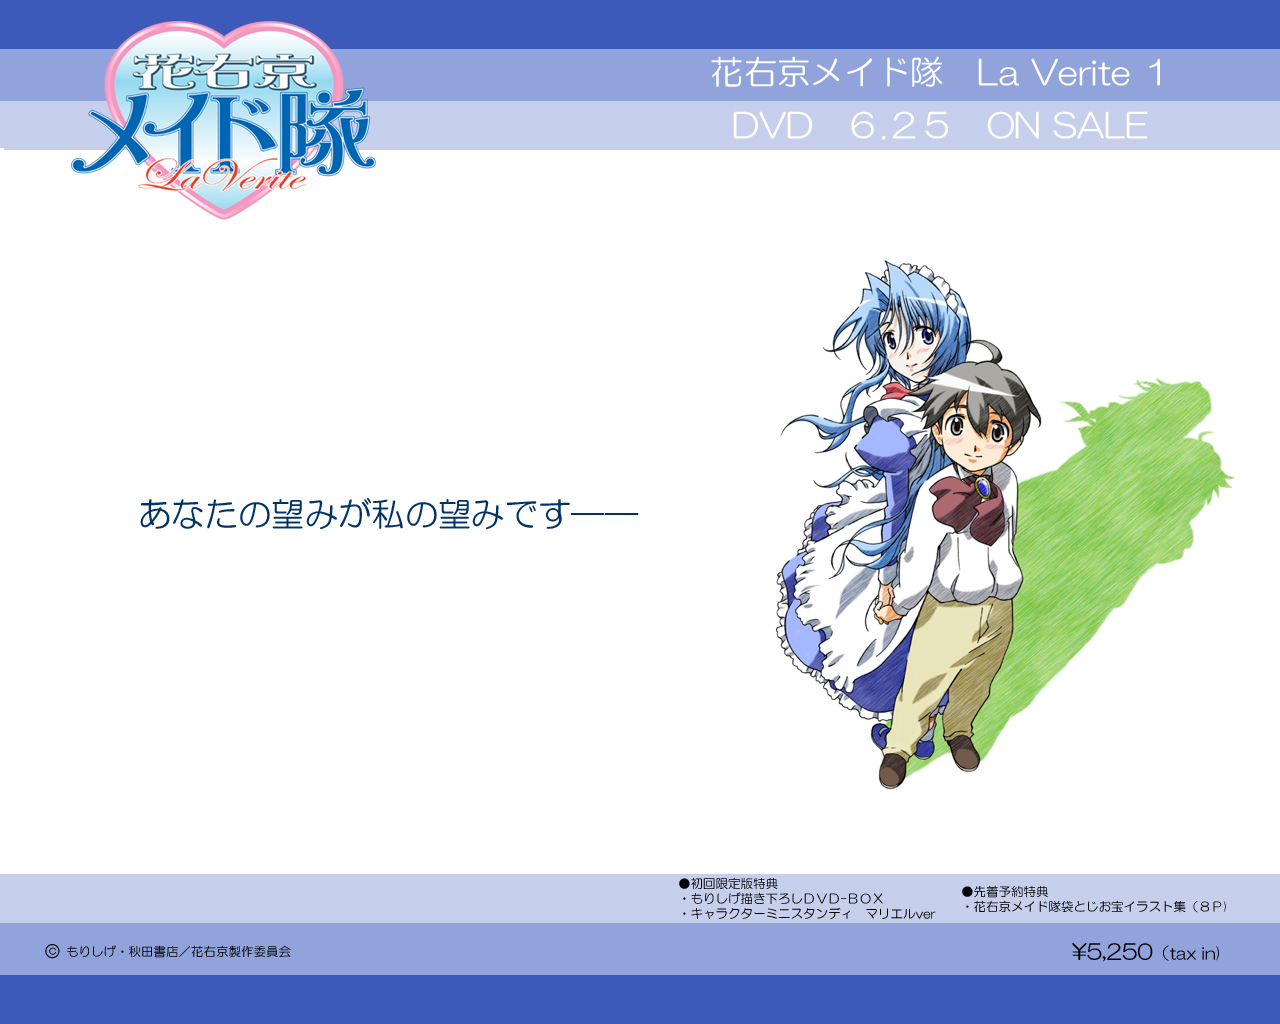 花右京
メイド隊
La Verite
花右京メイド隊　La Verite 1
DVD　６.２５　ON SALE
あなたの望みが私の望みです――
●初回限定版特典
・もりしげ描き下ろしＤＶＤ-ＢＯＸ
・キャラクターミニスタンディ　マリエルver
●先着予約特典
・花右京メイド隊袋とじお宝イラスト集（８Ｐ）
© もりしげ・秋田書店／花右京製作委員会
¥5,250（tax in)